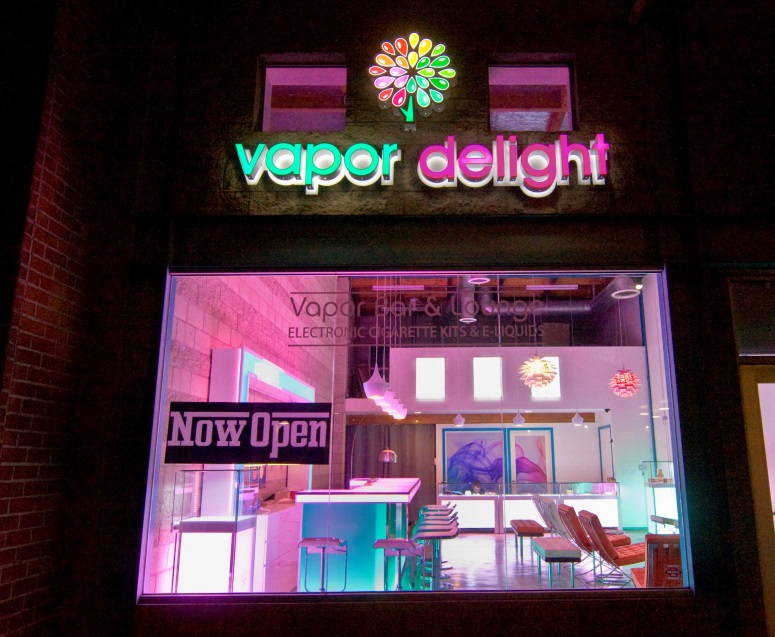 vapor delight
Vapor Bar & Lounge
ELECTRONIC CIGARETTE KITS & E-LIQUIDS
Now Open